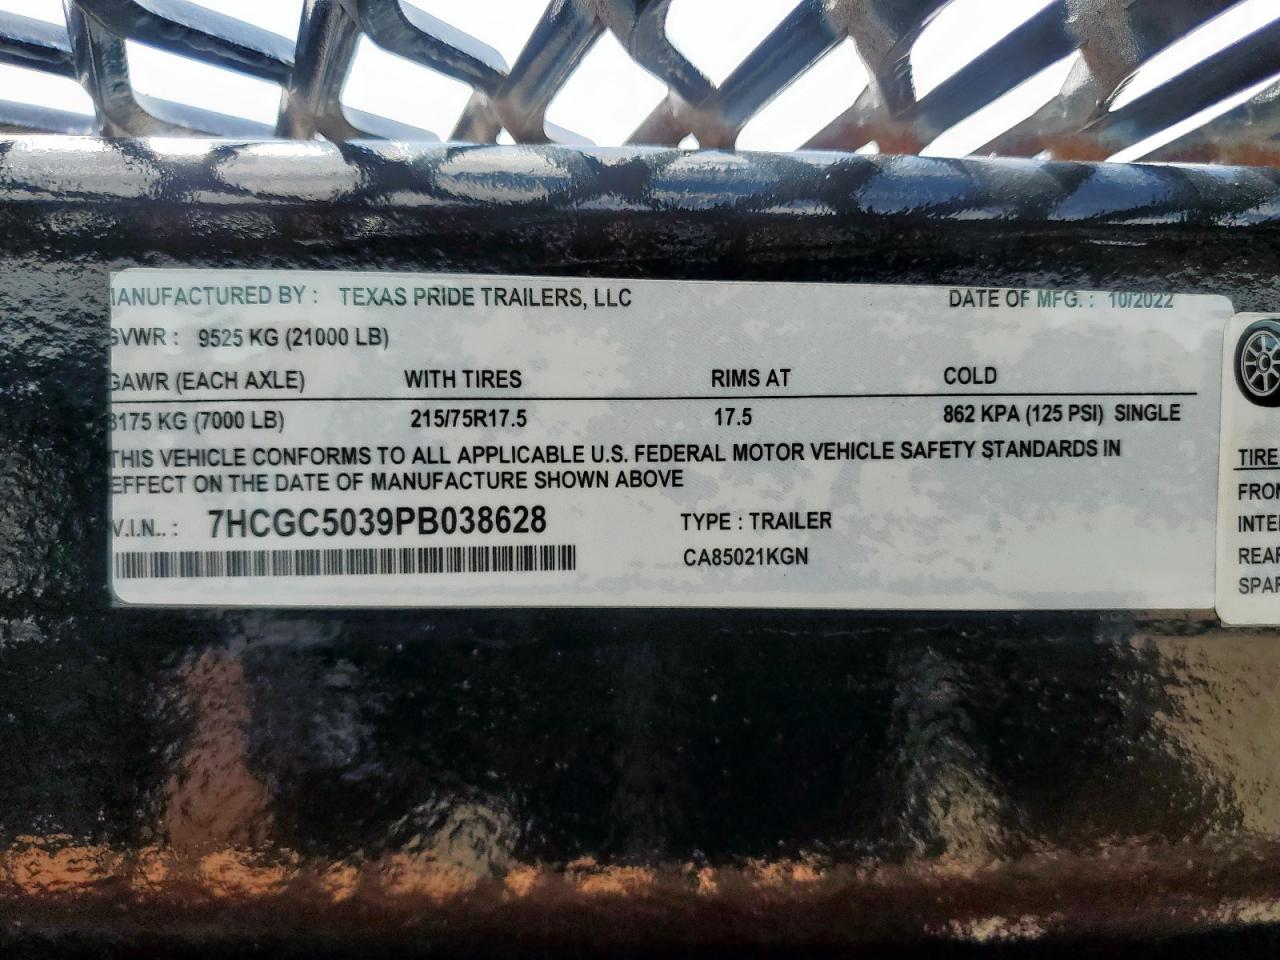 MANUFACTURED BY : TEXAS PRIDE TRAILERS, LLC DATE OF MFG. : 10/2022
GVWR : 9525 KG (21000 LB)
GAWR (EACH AXLE) WITH TIRES RIMS AT COLD
3175 KG (7000 LB) 215/75R17.5 17.5 862 KPA (125 PSI) SINGLE
THIS VEHICLE CONFORMS TO ALL APPLICABLE U.S. FEDERAL MOTOR VEHICLE SAFETY STANDARDS IN
EFFECT ON THE DATE OF MANUFACTURE SHOWN ABOVE
V.I.N.. : 7HCGC5039PB038628 TYPE : TRAILER
CA85021KGN
TIRE